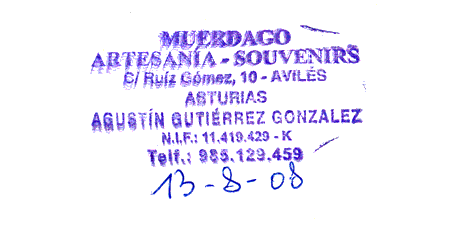 MUERDAGO
ARTESANÍA - SOUVENIRS
C/ Ruíz Gómez, 10 - AVILÉS
ASTURIAS
AGUSTÍN GUTIÉRREZ GONZALEZ
N.I.F.: 11.419.429 - K
Telf.: 985.129.459
13 - 8 - 08